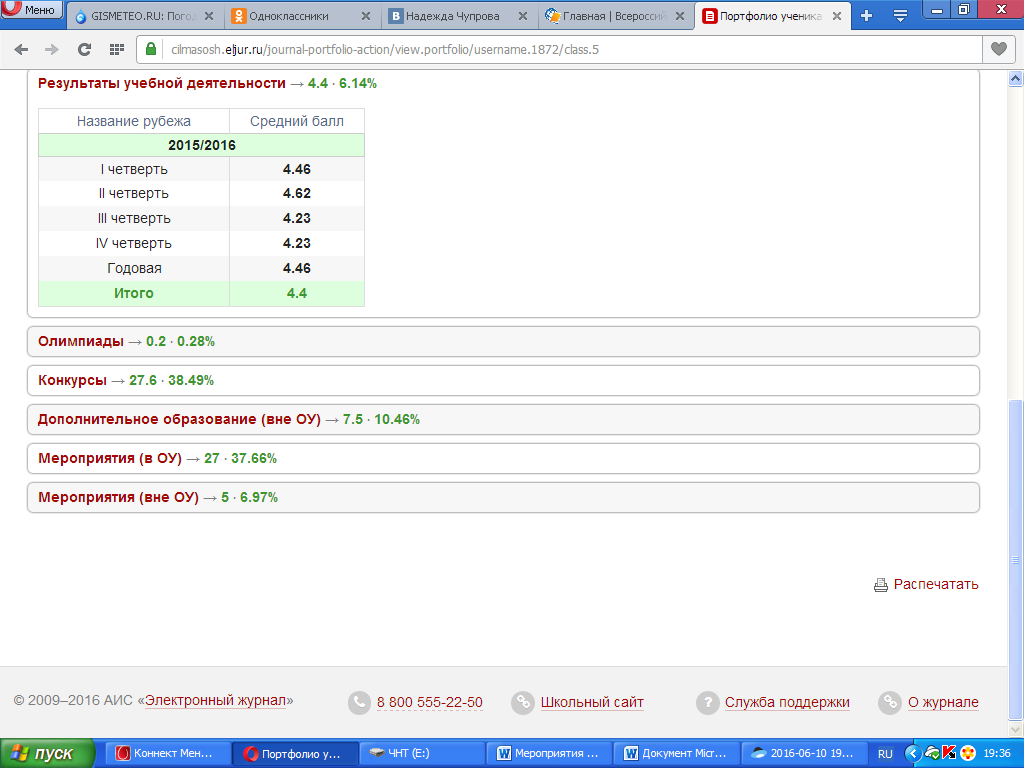 Меню
GISMETEO.RU: Погод
Одноклассники
Надежда Чупрова
Главная | Всероссий
Портфолио ученика
cilmasosh.eljur.ru/journal-portfolio-action/view.portfolio/username.1872/class.5
Результаты учебной деятельности → 4.4 · 6.14%
Название рубежа Средний балл
2015/2016
I четверть 4.46
II четверть 4.62
III четверть 4.23
IV четверть 4.23
Годовая 4.46
Итого 4.4
Олимпиады → 0.2 · 0.28%
Конкурсы → 27.6 · 38.49%
Дополнительное образование (вне ОУ) → 7.5 · 10.46%
Мероприятия (в ОУ) → 27 · 37.66%
Мероприятия (вне ОУ) → 5 · 6.97%
Распечатать
© 2009–2016 АИС «Электронный журнал»
8 800 555-22-50
Школьный сайт
Служба поддержки
О журнале
пуск
Коннект Мен...
Портфолио у...
ЧНТ (E:)
Мероприятия ...
Документ Micr...
2016-06-10 19...
RU
19:36